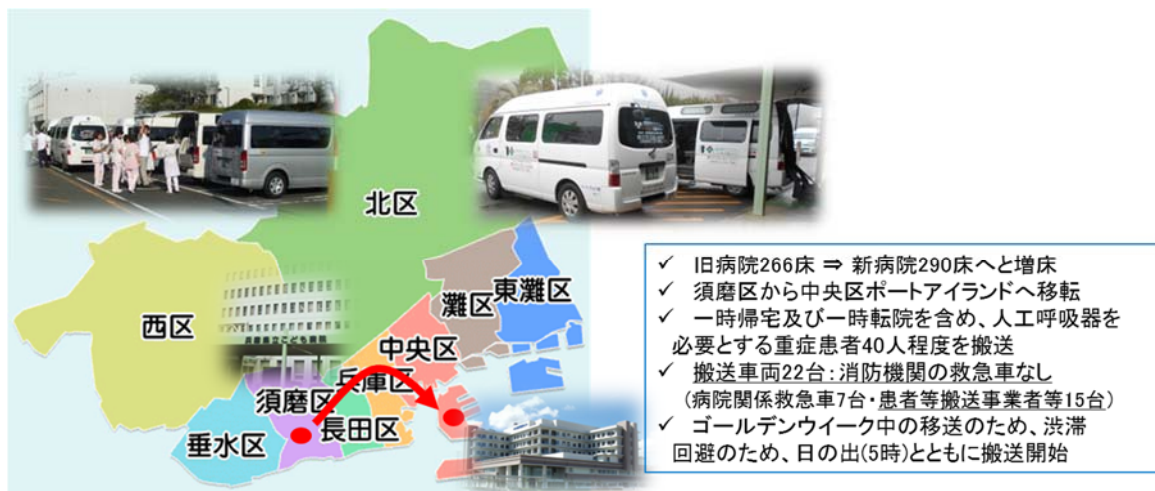 北区
西区
灘区
東灘区
中央区
兵庫区
須磨区
長田区
垂水区
兵庫県立こども病院
✓ 旧病院266床 ⇒ 新病院290床へと増床
✓ 須磨区から中央区ポートアイランドへ移転
✓ 一時帰宅及び一時転院を含め、人工呼吸器を
必要とする重症患者40人程度を搬送
✓ 搬送車両22台:消防機関の救急車なし
(病院関係救急車7台・患者等搬送事業者等15台)
✓ ゴールデンウイーク中の移送のため、渋滞
回避のため、日の出(5時)とともに搬送開始